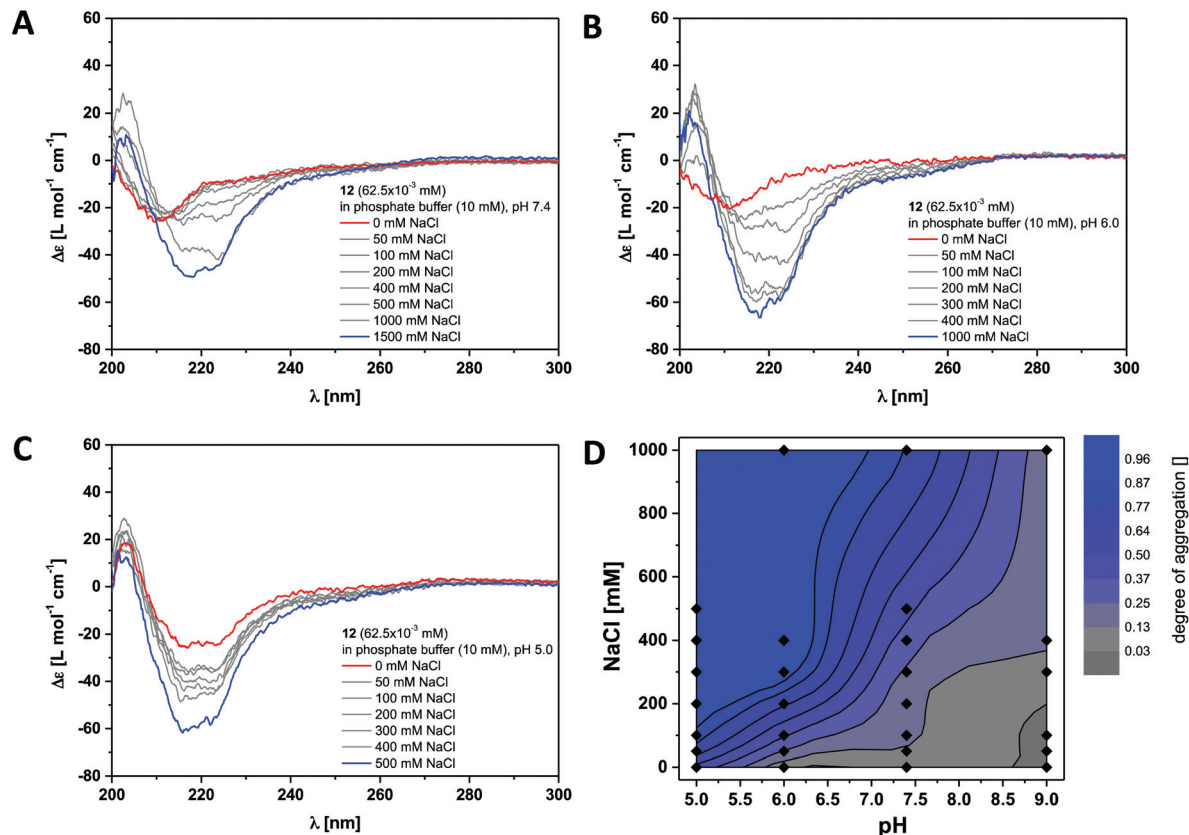 A
60
40
20
0
-20
-40
-60
-80
Δε [L mol⁻¹ cm⁻¹]
200 220 240 260 280 300
λ [nm]
12 (62.5x10⁻³ mM)
in phosphate buffer (10 mM), pH 7.4
0 mM NaCl
50 mM NaCl
100 mM NaCl
200 mM NaCl
400 mM NaCl
500 mM NaCl
1000 mM NaCl
1500 mM NaCl
B
60
40
20
0
-20
-40
-60
-80
Δε [L mol⁻¹ cm⁻¹]
200 220 240 260 280 300
λ [nm]
12 (62.5x10⁻³ mM)
in phosphate buffer (10 mM), pH 6.0
0 mM NaCl
50 mM NaCl
100 mM NaCl
200 mM NaCl
300 mM NaCl
400 mM NaCl
1000 mM NaCl
C
60
40
20
0
-20
-40
-60
-80
Δε [L mol⁻¹ cm⁻¹]
200 220 240 260 280 300
λ [nm]
12 (62.5x10⁻³ mM)
in phosphate buffer (10 mM), pH 5.0
0 mM NaCl
50 mM NaCl
100 mM NaCl
200 mM NaCl
300 mM NaCl
400 mM NaCl
500 mM NaCl
D
1000
800
600
400
200
0
NaCl [mM]
5.0 5.5 6.0 6.5 7.0 7.5 8.0 8.5 9.0
pH
0.96
0.87
0.77
0.64
0.50
0.37
0.25
0.13
0.03
degree of aggregation []